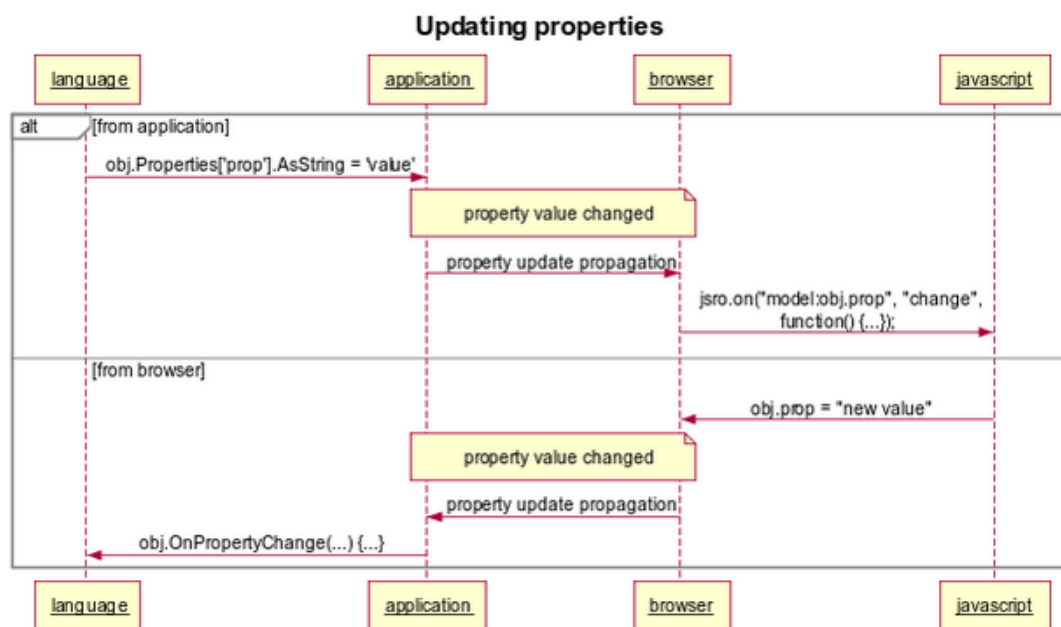 Updating properties
language
application
browser
javascript
alt
[from application]
obj.Properties['prop'].AsString = 'value'
property value changed
property update propagation
jsro.on("model:obj.prop", "change",
function() {...});
[from browser]
obj.prop = "new value"
property value changed
property update propagation
obj.OnPropertyChange(...) {...}
language
application
browser
javascript